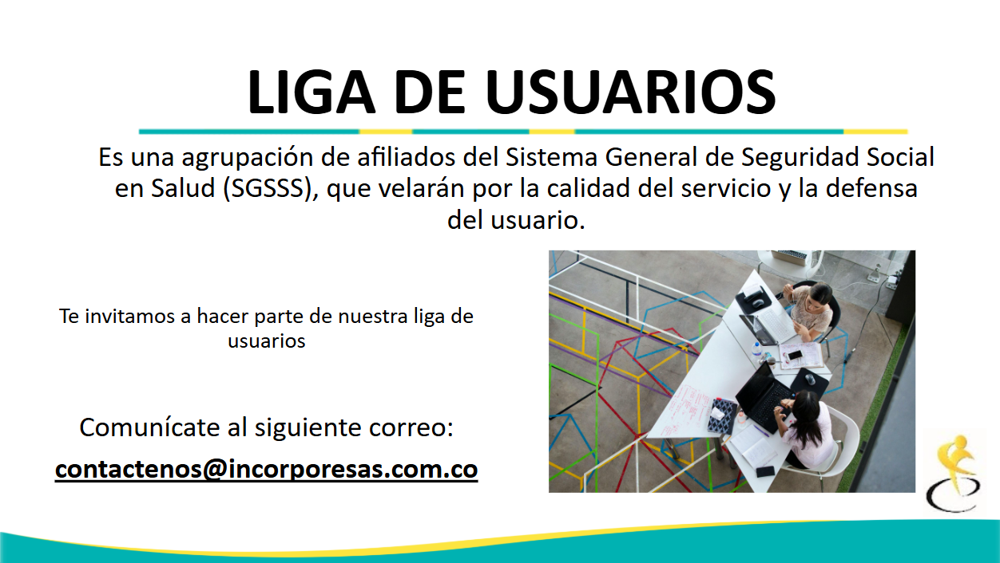 LIGA DE USUARIOS
Es una agrupación de afiliados del Sistema General de Seguridad Social
en Salud (SGSSS), que velarán por la calidad del servicio y la defensa
del usuario.
Te invitamos a hacer parte de nuestra liga de
usuarios
Comunícate al siguiente correo:
contactenos@incorporesas.com.co